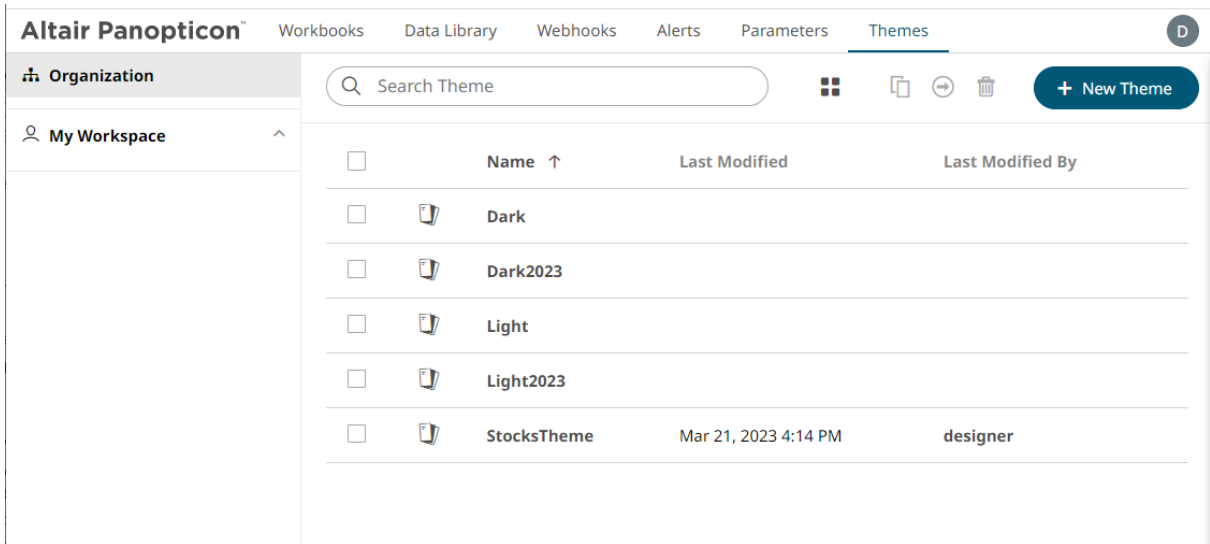 Altair Panopticon™ Workbooks Data Library Webhooks Alerts Parameters Themes D
Organization
My Workspace
Search Theme
+ New Theme
Name ↑ Last Modified Last Modified By
Dark
Dark2023
Light
Light2023
StocksTheme Mar 21, 2023 4:14 PM designer